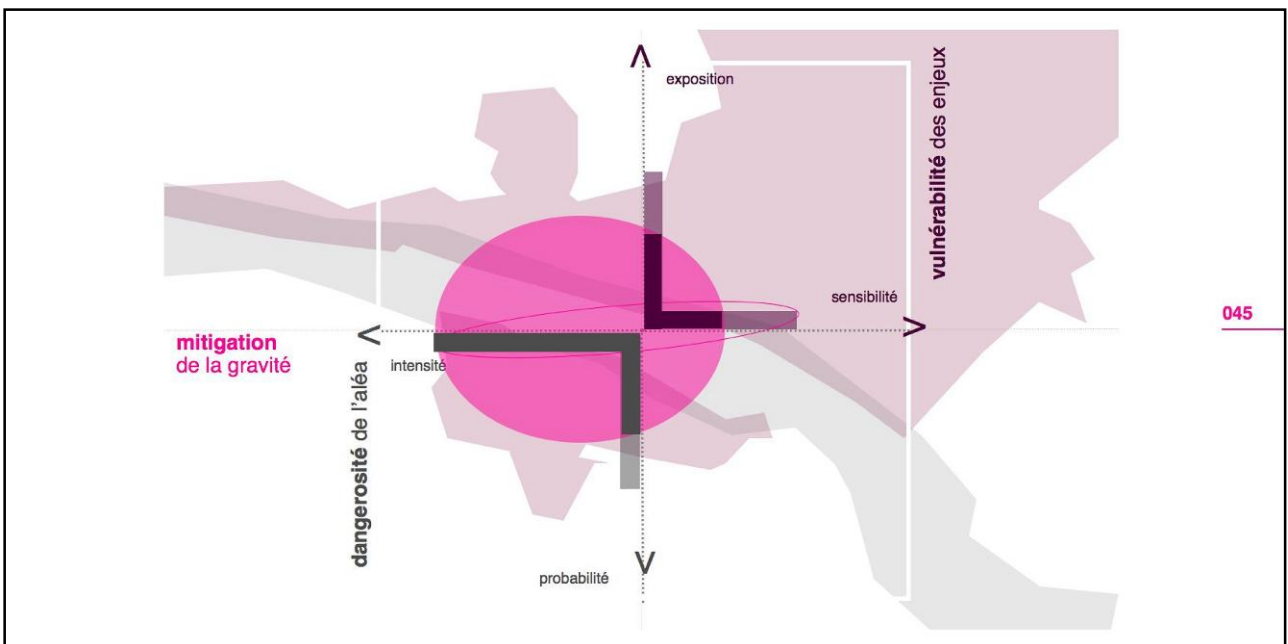 exposition
vulnérabilité des enjeux
sensibilité
045
mitigation
de la gravité
intensité
dangerosité de l'aléa
probabilité